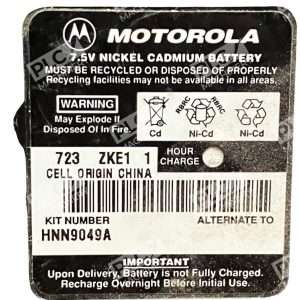 MOTOROLA
7.5V NICKEL CADMIUM BATTERY
MUST BE RECYCLED OR DISPOSED OF PROPERLY.
Recycling facilities may not be available in all areas.
WARNING
May Explode If
Disposed Of In Fire.
Cd
RBRC
Ni-Cd
Ni-Cd
723 ZKE1 1
HOUR
CHARGE
CELL ORIGIN CHINA
KIT NUMBER
ALTERNATE TO
HNN9049A
IMPORTANT
Upon Delivery, Battery is not Fully Charged.
Charge Overnight Before Initial Use.